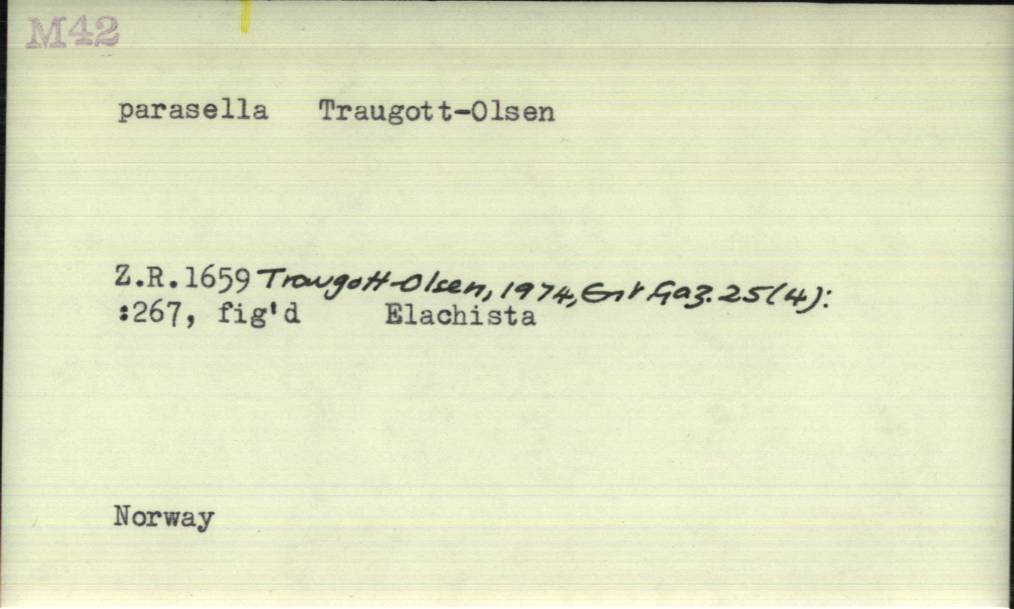 M42
parasella Traugott-Olsen
Z.R.1659 Traugott-Olsen, 1974, Ent Gaz. 25(4):
:267, fig'd Elachista
Norway